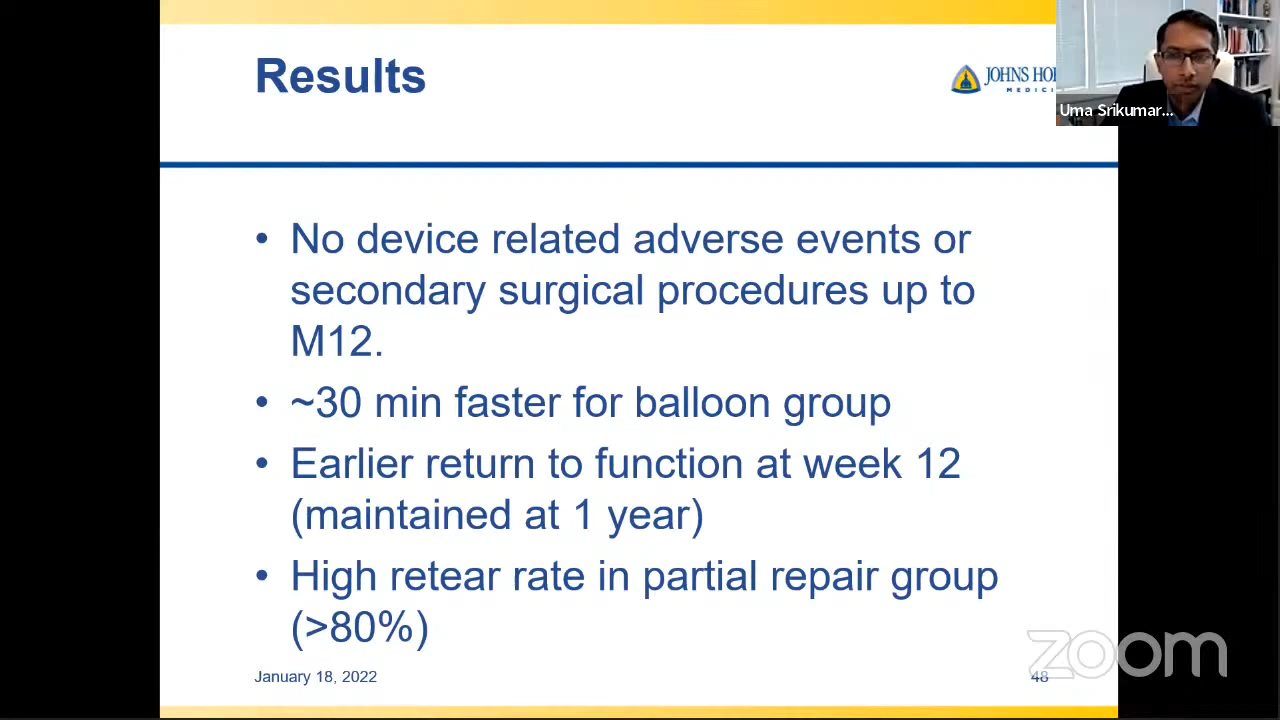 Results
JOHNS HO
MEDICI
Uma Srikumar...
• No device related adverse events or
secondary surgical procedures up to
M12.
• ~30 min faster for balloon group
• Earlier return to function at week 12
(maintained at 1 year)
• High retear rate in partial repair group
(>80%)
January 18, 2022
48
zoom